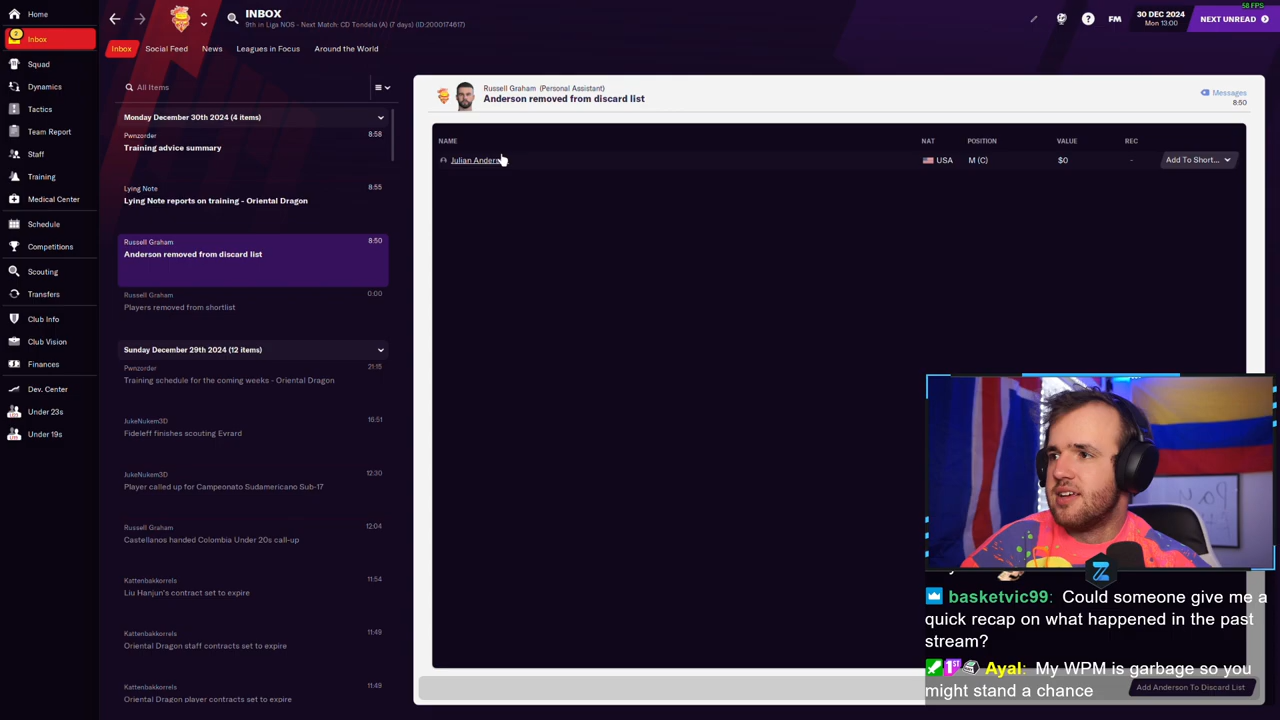 58 FPS
Home
INBOX
9th in Liga NOS - Next Match: CD Tondela (A) (7 days) (ID:2000174617)
30 DEC 2024
Mon 13:00
FM
NEXT UNREAD
2
Inbox
Inbox
Social Feed
News
Leagues in Focus
Around the World
Squad
Dynamics
Tactics
Team Report
Staff
Training
Medical Center
Schedule
Competitions
Scouting
Transfers
Club Info
Club Vision
Finances
Dev. Center
Under 23s
Under 19s
All Items
Monday December 30th 2024 (4 items)
Pwnzorder 8:58
Training advice summary
Lying Note 8:55
Lying Note reports on training - Oriental Dragon
Russell Graham 8:50
Anderson removed from discard list
Russell Graham 0:00
Players removed from shortlist
Sunday December 29th 2024 (12 items)
Pwnzorder 21:15
Training schedule for the coming weeks - Oriental Dragon
JukeNukem3D 16:51
Fideleff finishes scouting Evrard
JukeNukem3D 12:30
Player called up for Campeonato Sudamericano Sub-17
Russell Graham 12:04
Castellanos handed Colombia Under 20s call-up
Kattenbakkorrels 11:54
Liu Hanjun's contract set to expire
Kattenbakkorrels 11:49
Oriental Dragon staff contracts set to expire
Kattenbakkorrels 11:49
Oriental Dragon player contracts set to expire
Russell Graham (Personal Assistant)
Anderson removed from discard list
Messages
8:50
NAME NAT POSITION VALUE REC
Julian USA M (C) $0 - Add To Short...
basketvic99: Could someone give me a
quick recap on what happened in the past
stream?
Ayal: My WPM is garbage so you
might stand a chance
Add Anderson To Discard List